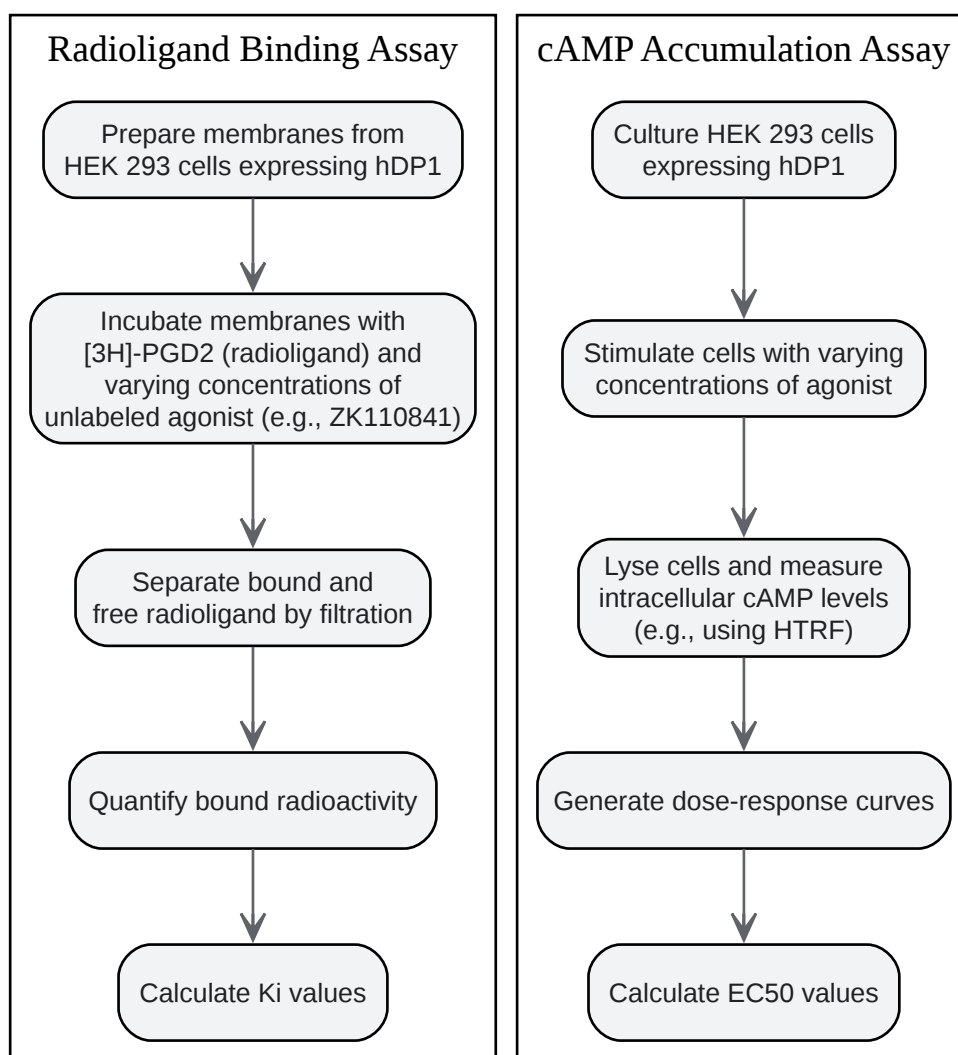 Radioligand Binding Assay
Prepare membranes from
HEK 293 cells expressing hDP1
Incubate membranes with
[3H]-PGD2 (radioligand) and
varying concentrations of
unlabeled agonist (e.g., ZK110841)
Separate bound and
free radioligand by filtration
Quantify bound radioactivity
Calculate Ki values
cAMP Accumulation Assay
Culture HEK 293 cells
expressing hDP1
Stimulate cells with varying
concentrations of agonist
Lyse cells and measure
intracellular cAMP levels
(e.g., using HTRF)
Generate dose-response curves
Calculate EC50 values